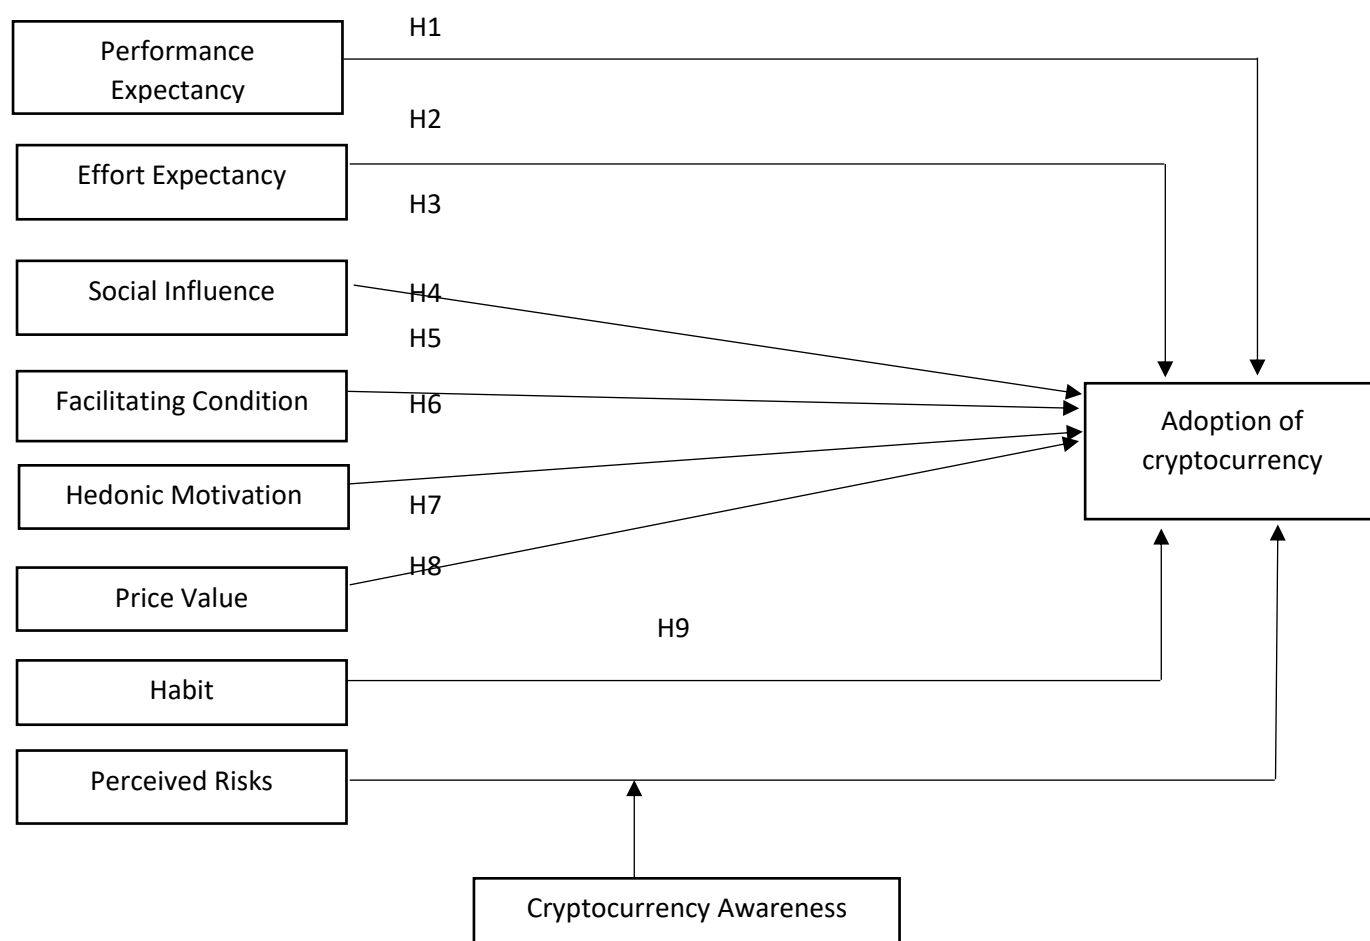 H1
Performance
Expectancy
H2
Effort Expectancy
H3
Social Influence
H4
H5
Facilitating Condition
H6
Adoption of
cryptocurrency
Hedonic Motivation
H7
H8
Price Value
H9
Habit
Perceived Risks
Cryptocurrency Awareness